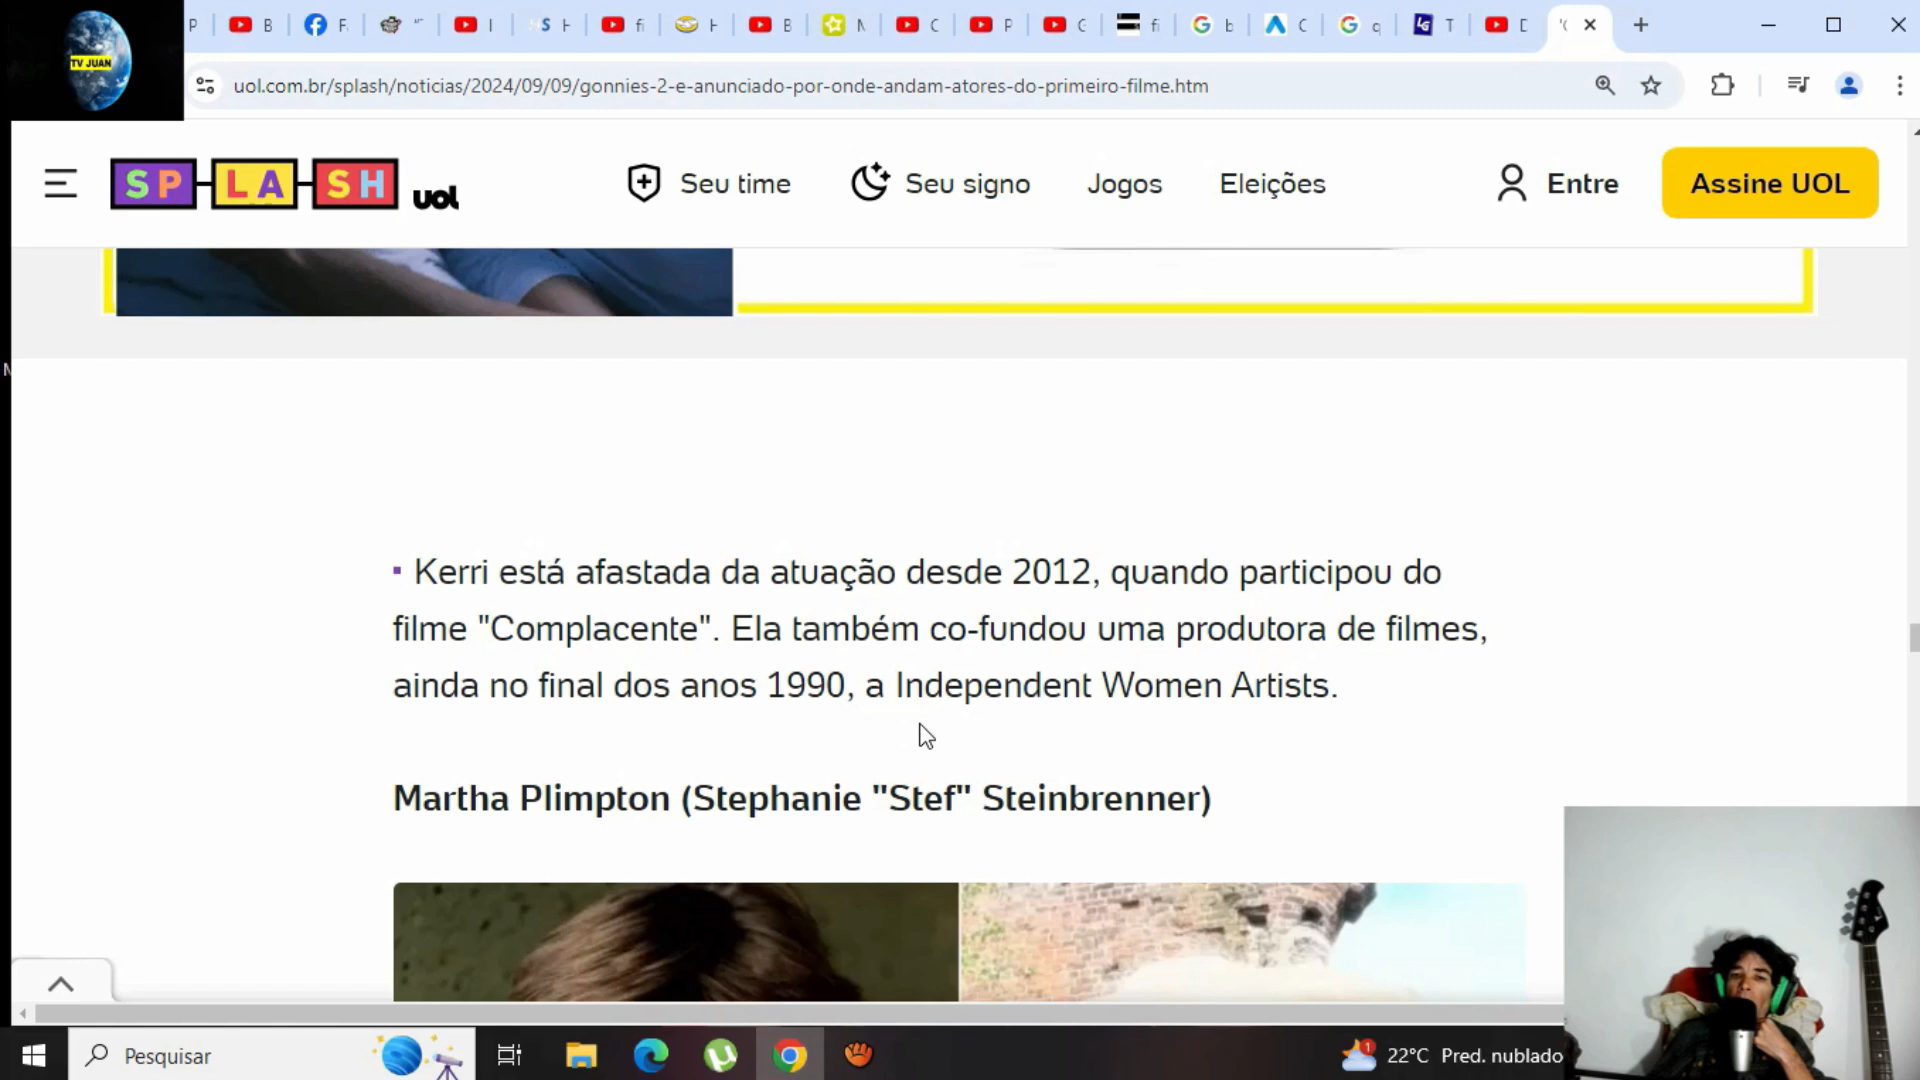 TV JUAN
uol.com.br/splash/noticias/2024/09/09/gonnies-2-e-anunciado-por-onde-andam-atores-do-primeiro-filme.htm
SPLASH uol
Seu time
Seu signo
Jogos
Eleições
Entre
Assine UOL
Kerri está afastada da atuação desde 2012, quando participou do
filme "Complacente". Ela também co-fundou uma produtora de filmes,
ainda no final dos anos 1990, a Independent Women Artists.
Martha Plimpton (Stephanie "Stef" Steinbrenner)
Pesquisar
22°C Pred. nublado